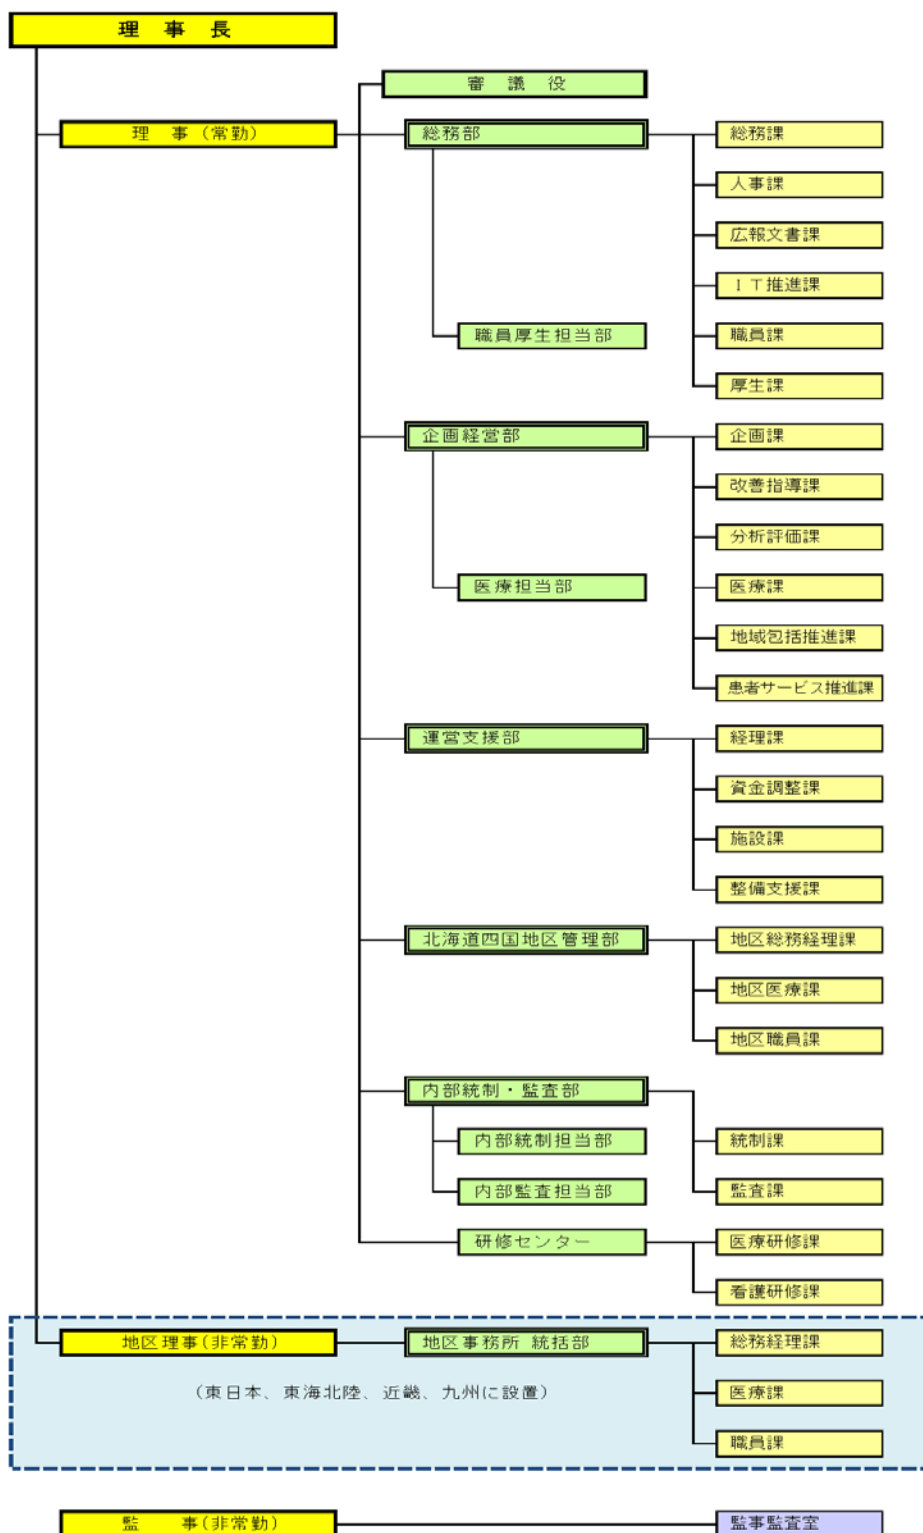 理　事　長
審　議　役
理　事（常勤）
総務部
総務課
人事課
広報文書課
ＩＴ推進課
職員厚生担当部
職員課
厚生課
企画経営部
企画課
改善指導課
分析評価課
医療担当部
医療課
地域包括推進課
患者サービス推進課
運営支援部
経理課
資金調整課
施設課
整備支援課
北海道四国地区管理部
地区総務経理課
地区医療課
地区職員課
内部統制・監査部
内部統制担当部
統制課
内部監査担当部
監査課
研修センター
医療研修課
看護研修課
地区理事(非常勤)
地区事務所 統括部
総務経理課
（東日本、東海北陸、近畿、九州に設置）
医療課
職員課
監　　事(非常勤)
監事監査室